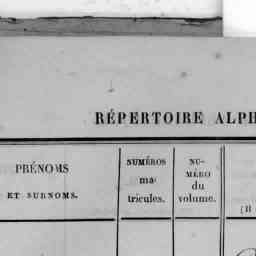 RÉPERTOIRE ALPH
PRÉNOMS
ET SURNOMS.
NUMÉROS
ma-
tricules.
NU-
MÉRO
du
volume.
(H